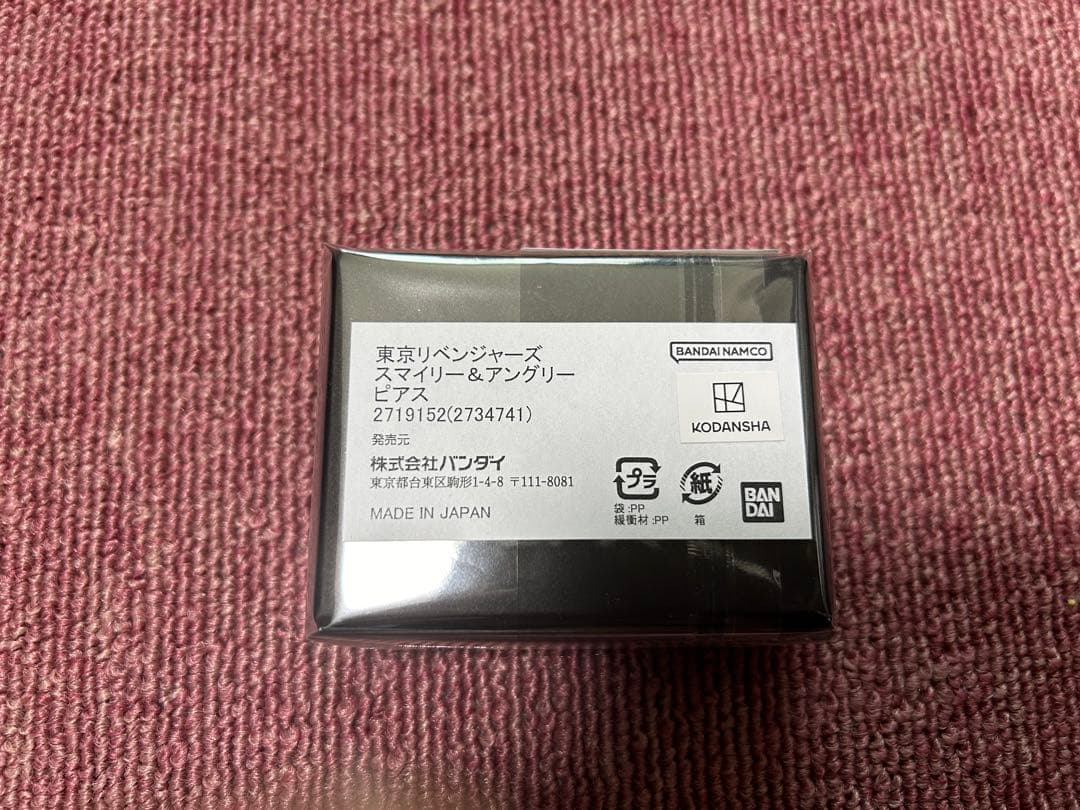 東京リベンジャーズ
スマイリー＆アングリー
ピアス
2719152(2734741)
発売元
株式会社バンダイ
東京都台東区駒形1-4-8 〒111-8081
MADE IN JAPAN
BANDAI NAMCO
KODANSHA
プラ
袋:PP
緩衝材:PP
紙
箱
BAN
DAI